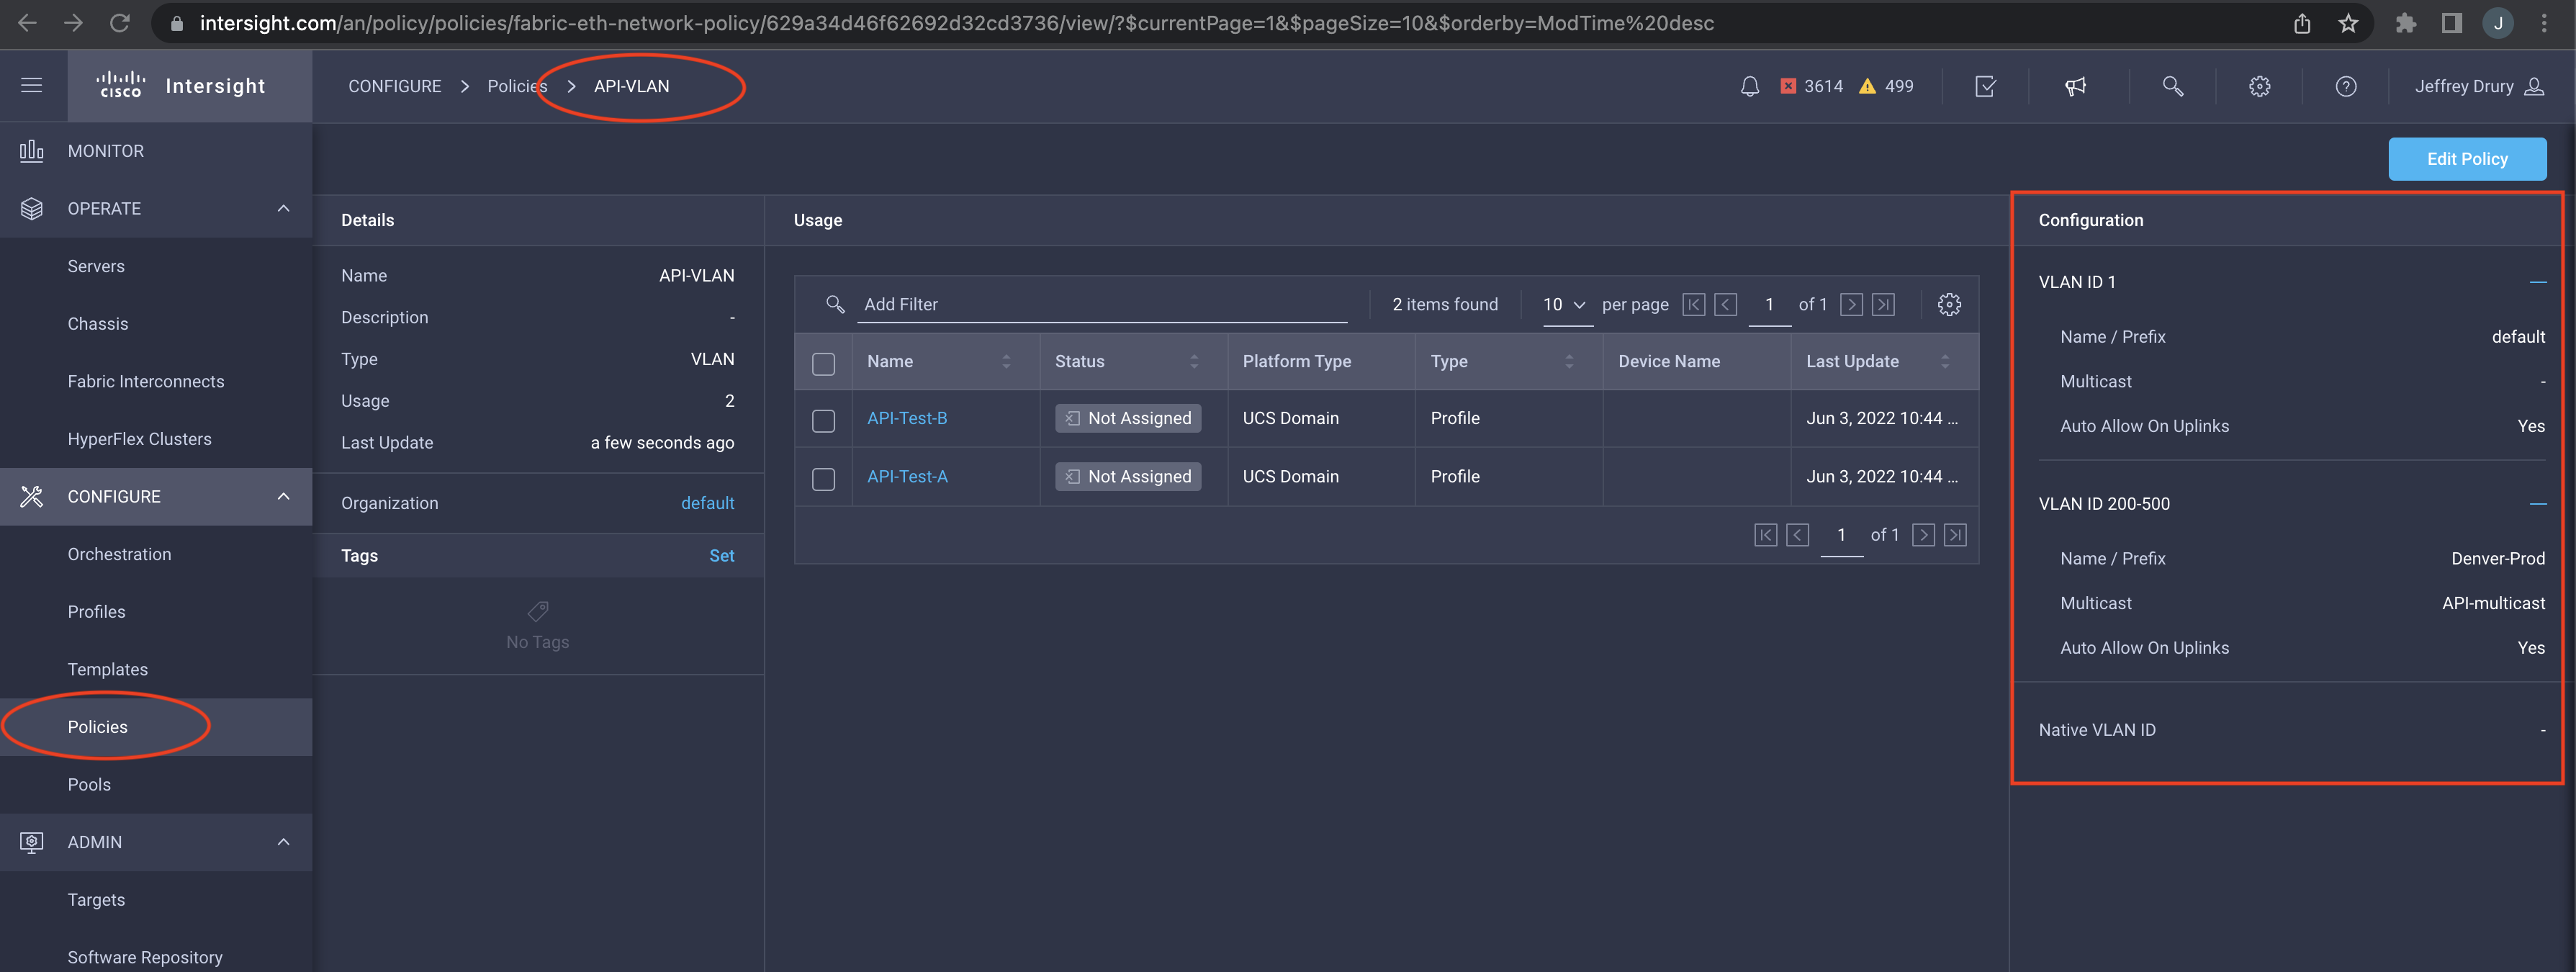 intersight.com/an/policy/policies/fabric-eth-network-policy/629a34d46f62692d32cd3736/view/?$currentPage=1&$pageSize=10&$orderby=ModTime%20desc
J
CISCO Intersight
CONFIGURE > Policies > API-VLAN
3614 499
Jeffrey Drury
MONITOR
OPERATE
Servers
Chassis
Fabric Interconnects
HyperFlex Clusters
CONFIGURE
Orchestration
Profiles
Templates
Policies
Pools
ADMIN
Targets
Software Repository
Edit Policy
Details
Name API-VLAN
Description -
Type VLAN
Usage 2
Last Update a few seconds ago
Organization default
Tags Set
No Tags
Usage
Add Filter 2 items found 10 per page 1 of 1
Name Status Platform Type Type Device Name Last Update
API-Test-B Not Assigned UCS Domain Profile Jun 3, 2022 10:44 ...
API-Test-A Not Assigned UCS Domain Profile Jun 3, 2022 10:44 ...
1 of 1
Configuration
VLAN ID 1
Name / Prefix default
Multicast -
Auto Allow On Uplinks Yes
VLAN ID 200-500
Name / Prefix Denver-Prod
Multicast API-multicast
Auto Allow On Uplinks Yes
Native VLAN ID -